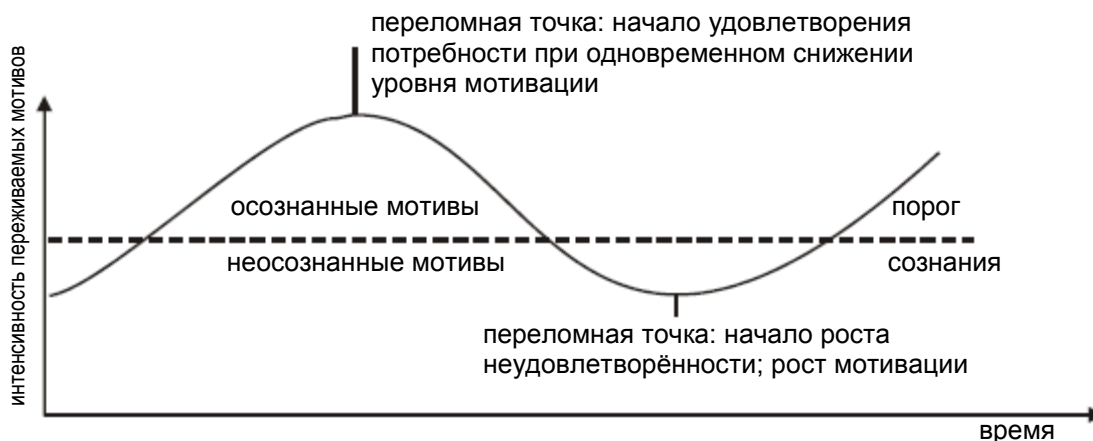 переломная точка: начало удовлетворения
потребности при одновременном снижении
уровня мотивации
интенсивность переживаемых мотивов
осознанные мотивы
порог
неосознанные мотивы
сознания
переломная точка: начало роста
неудовлетворённости; рост мотивации
время